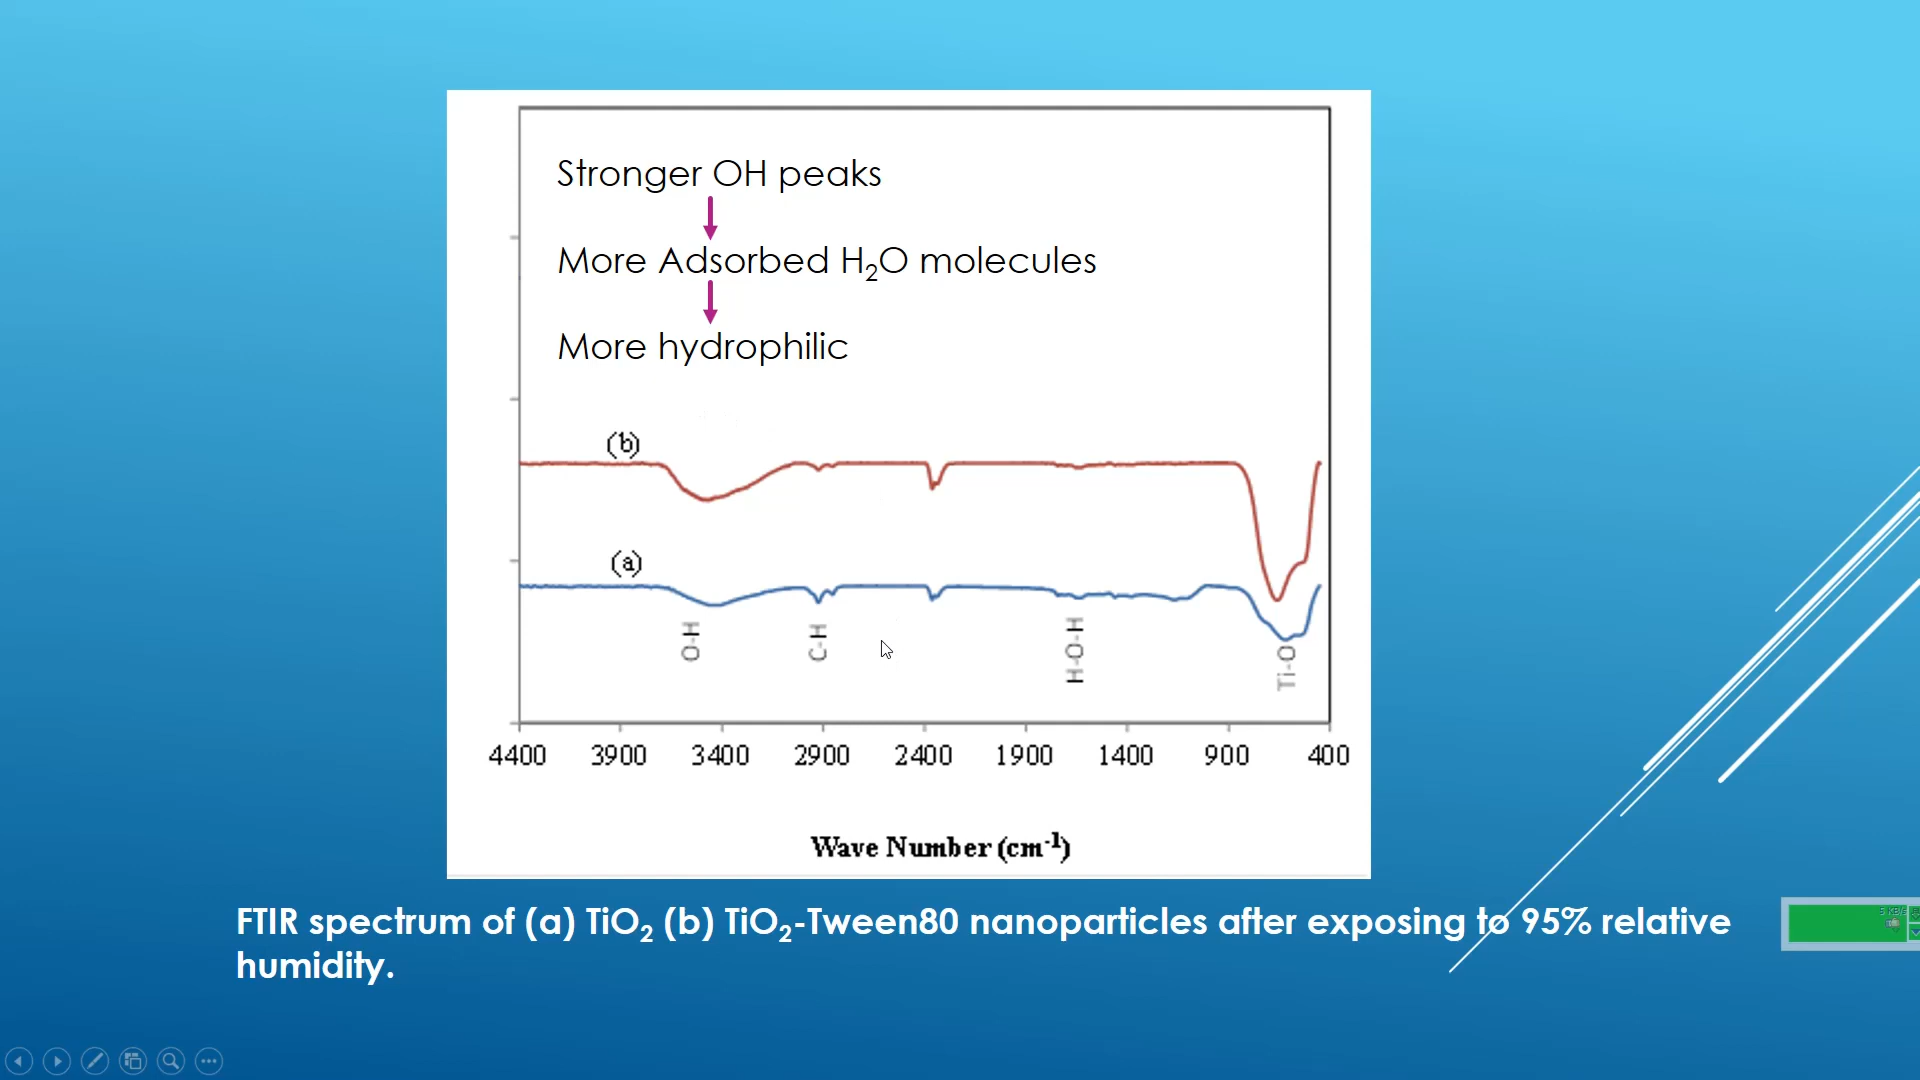 Stronger OH peaks
More Adsorbed H₂O molecules
More hydrophilic
(b)
(a)
O-H
C-H
H-O-H
Ti-O
4400 3900 3400 2900 2400 1900 1400 900 400
Wave Number (cm⁻¹)
FTIR spectrum of (a) TiO₂ (b) TiO₂-Tween80 nanoparticles after exposing to 95% relative
humidity.